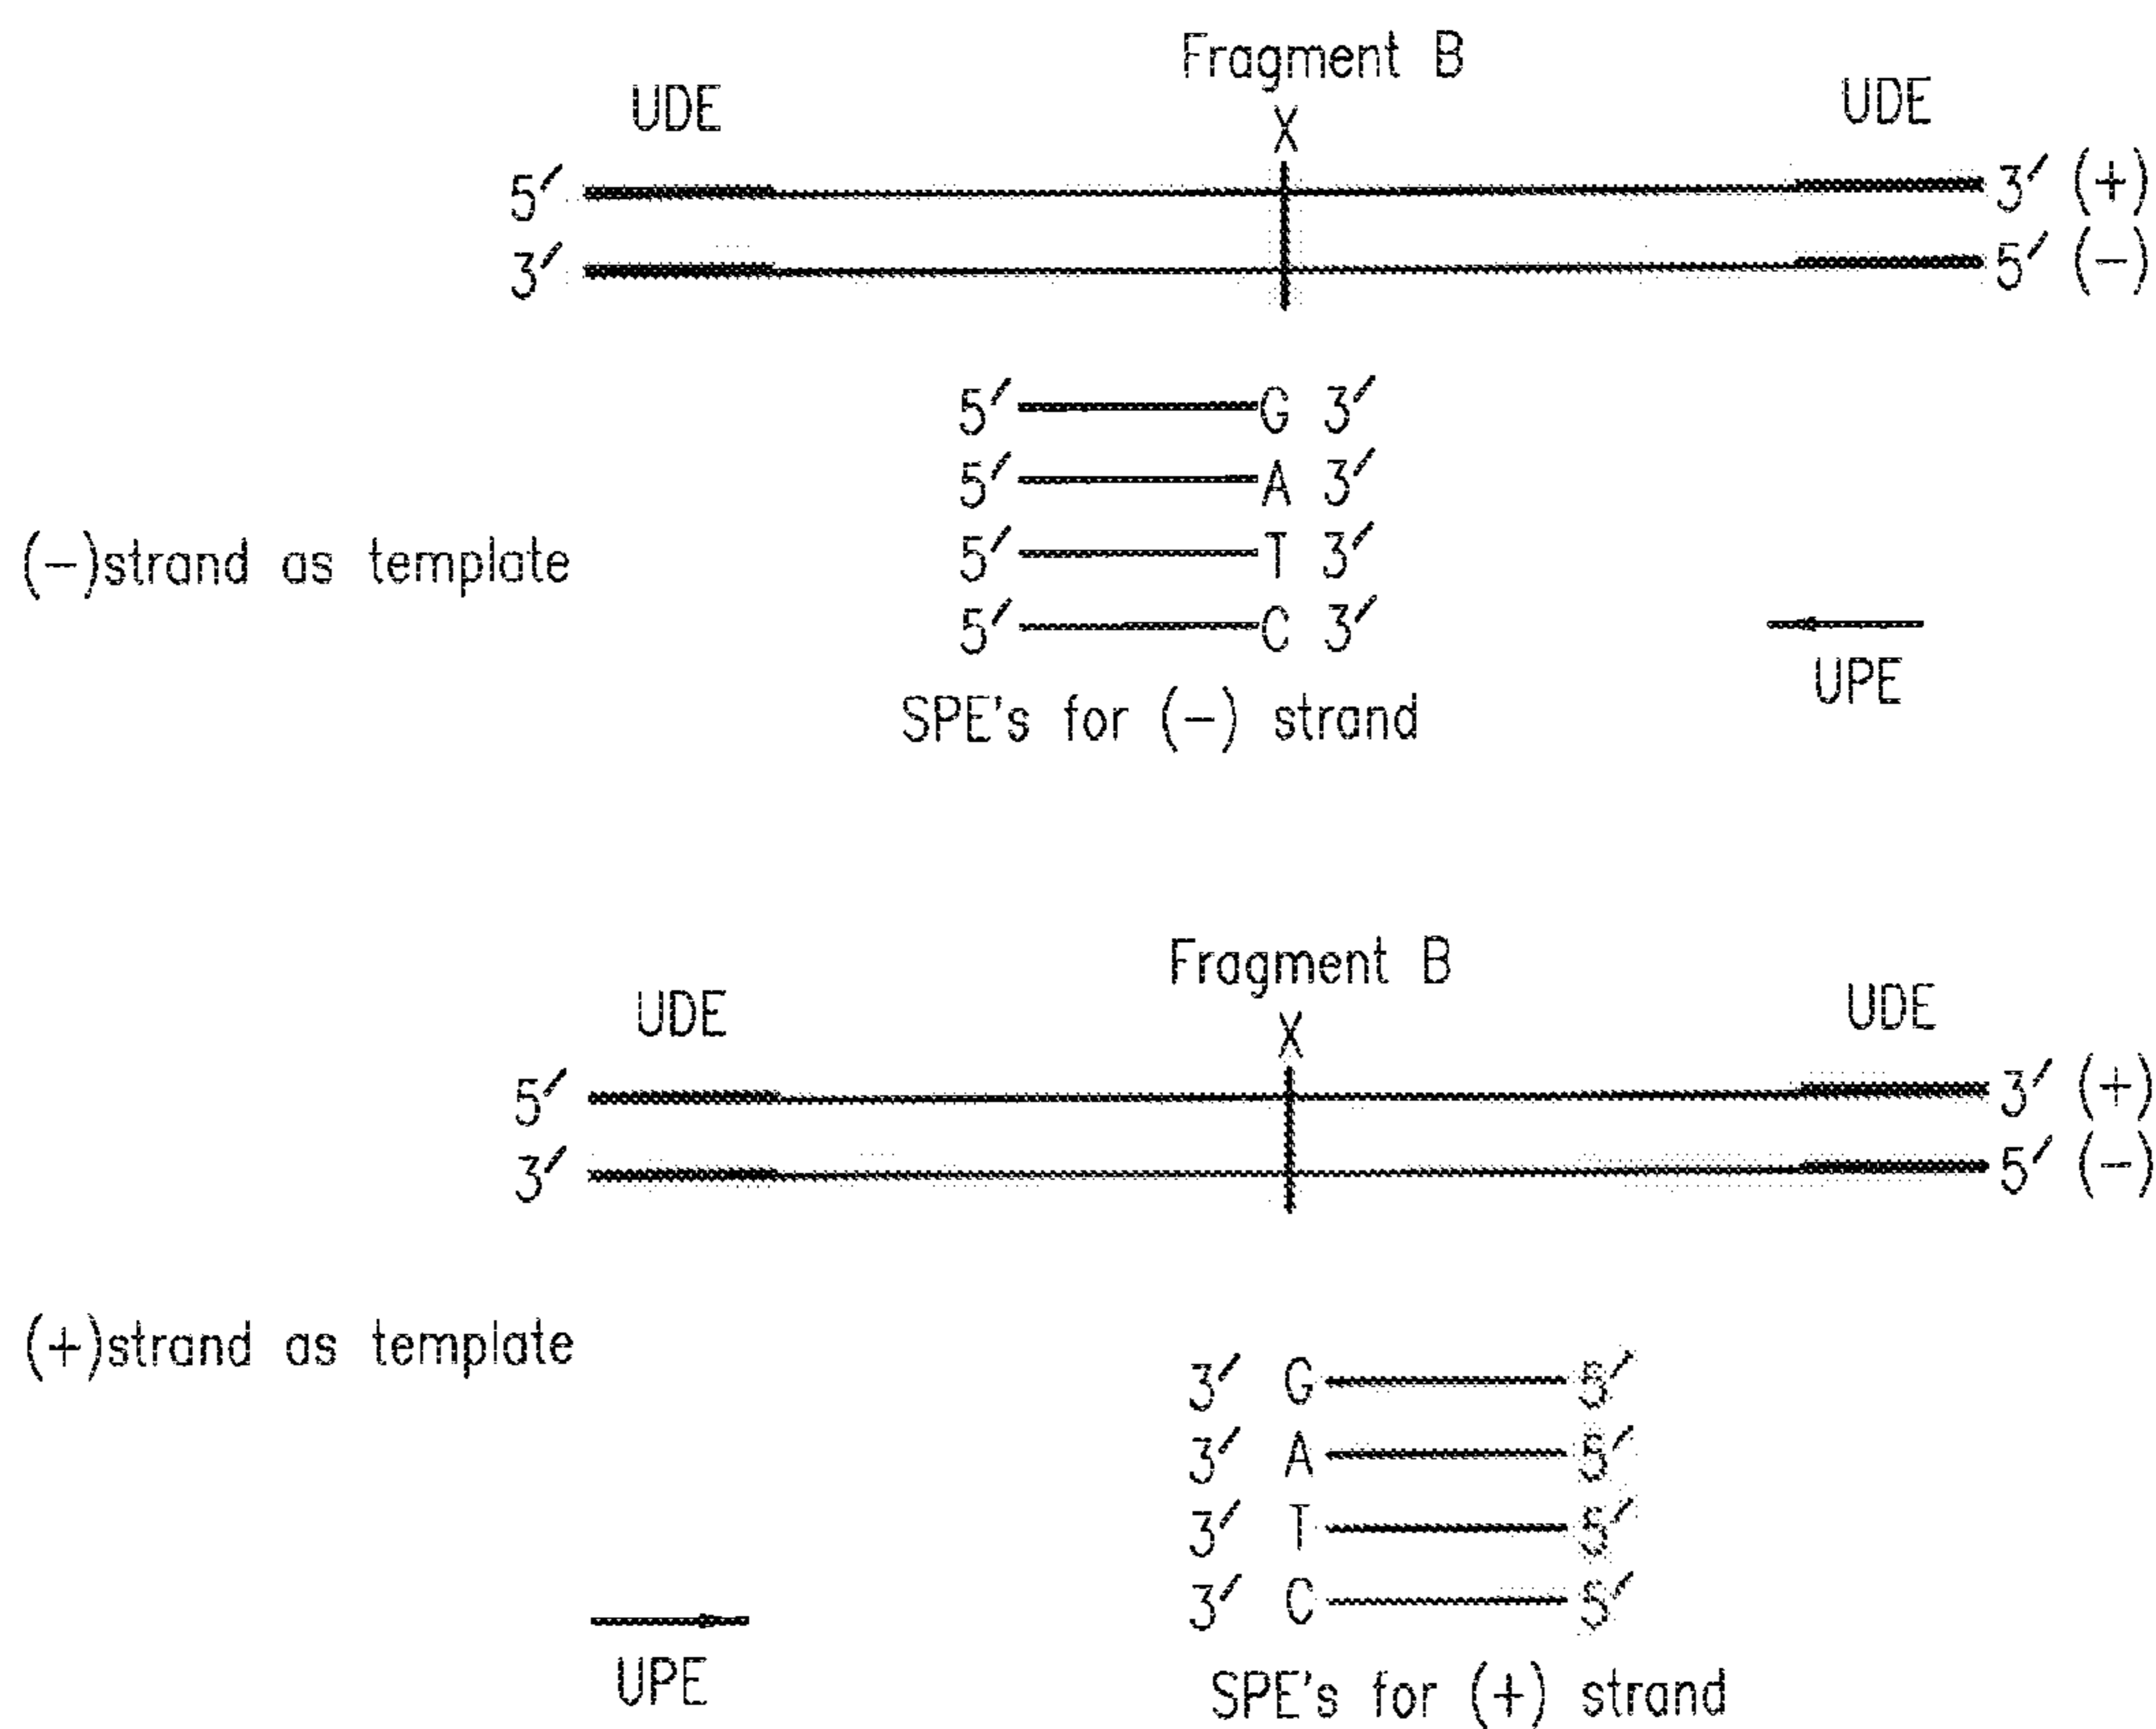 Fragment B
UDE X UDE
5′ 3′ (+)
3′ 5′ (−)
5′ G 3′
5′ A 3′
(−)strand as template
5′ T 3′
5′ C 3′
UPE
SPE's for (−) strand
Fragment B
UDE X UDE
5′ 3′ (+)
3′ 5′ (−)
(+)strand as template
3′ G 5′
3′ A 5′
3′ T 5′
3′ C 5′
UPE
SPE's for (+) strand